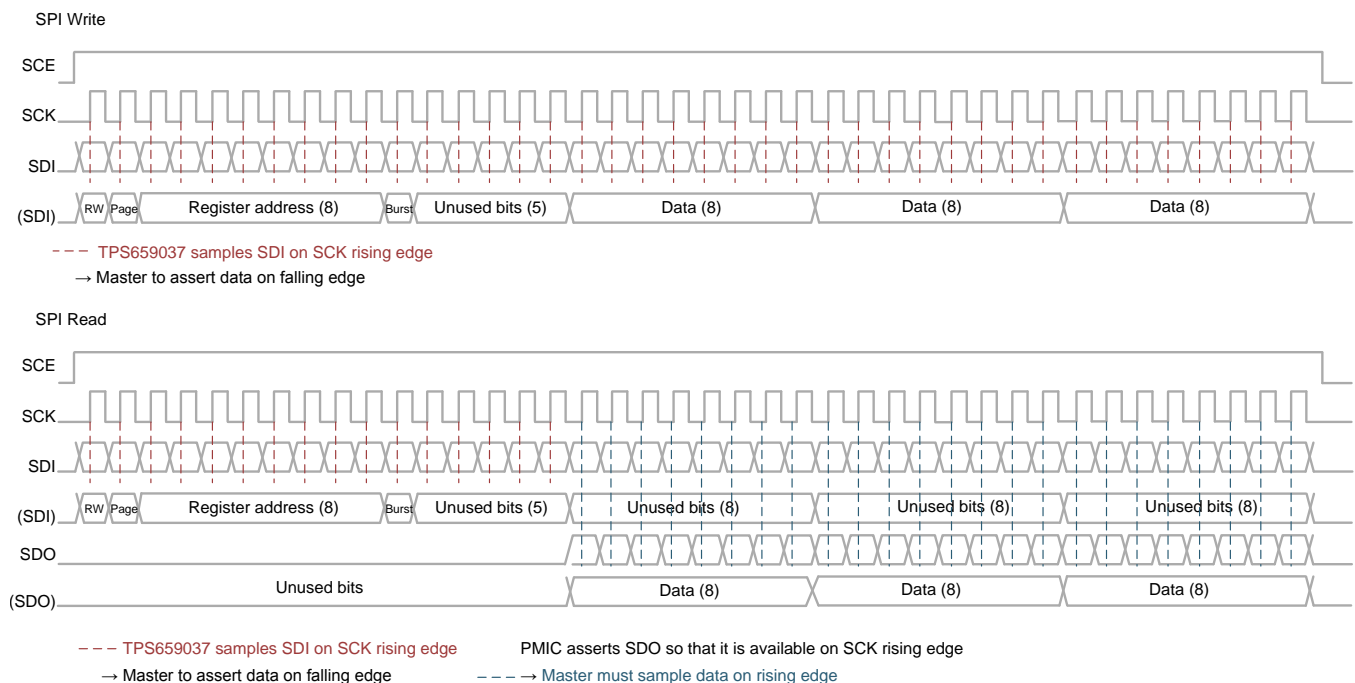 SPI Write
SCE
SCK
SDI
(SDI) RW Page Register address (8) Burst Unused bits (5) Data (8) Data (8) Data (8)
--- TPS659037 samples SDI on SCK rising edge
→ Master to assert data on falling edge
SPI Read
SCE
SCK
SDI
(SDI) RW Page Register address (8) Burst Unused bits (5) Unused bits (8) Unused bits (8) Unused bits (8)
SDO
(SDO) Unused bits Data (8) Data (8) Data (8)
--- TPS659037 samples SDI on SCK rising edge PMIC asserts SDO so that it is available on SCK rising edge
→ Master to assert data on falling edge ---→ Master must sample data on rising edge